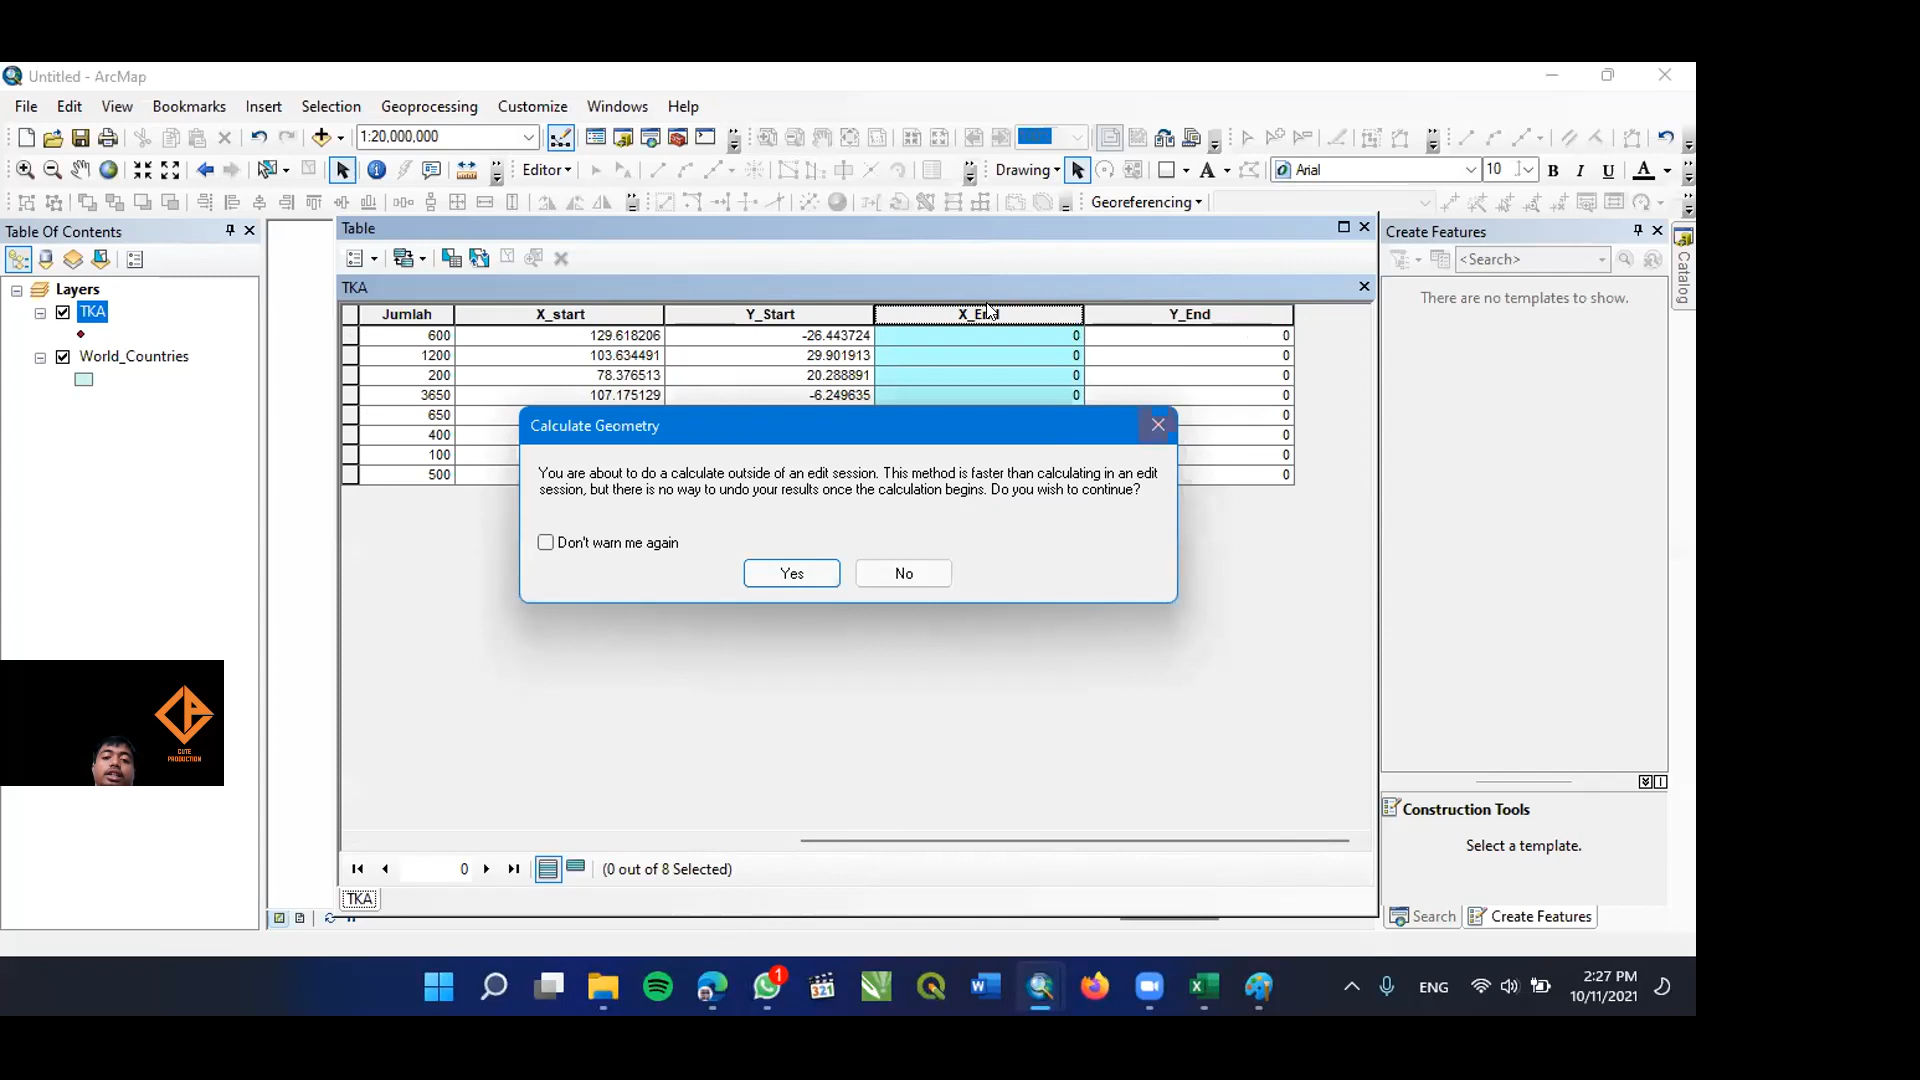 Untitled - ArcMap
File Edit View Bookmarks Insert Selection Geoprocessing Customize Windows Help
1:20,000,000
Editor
Drawing
Arial
10
B I U A
Georeferencing
Table Of Contents
Layers
TKA
World_Countries
Table
TKA
Jumlah X_start Y_Start X_End Y_End
600 129.618206 -26.443724 0 0
1200 103.634491 29.901913 0 0
200 78.376513 20.288891 0 0
3650 107.175129 -6.249635 0 0
650 0
400 0
100 0
500 0
Calculate Geometry
You are about to do a calculate outside of an edit session. This method is faster than calculating in an edit
session, but there is no way to undo your results once the calculation begins. Do you wish to continue?
Don't warn me again
Yes No
0 (0 out of 8 Selected)
TKA
Create Features
<Search>
There are no templates to show.
Catalog
Construction Tools
Select a template.
Search Create Features
CUTE
PRODUCTION
1
321
ENG
2:27 PM
10/11/2021